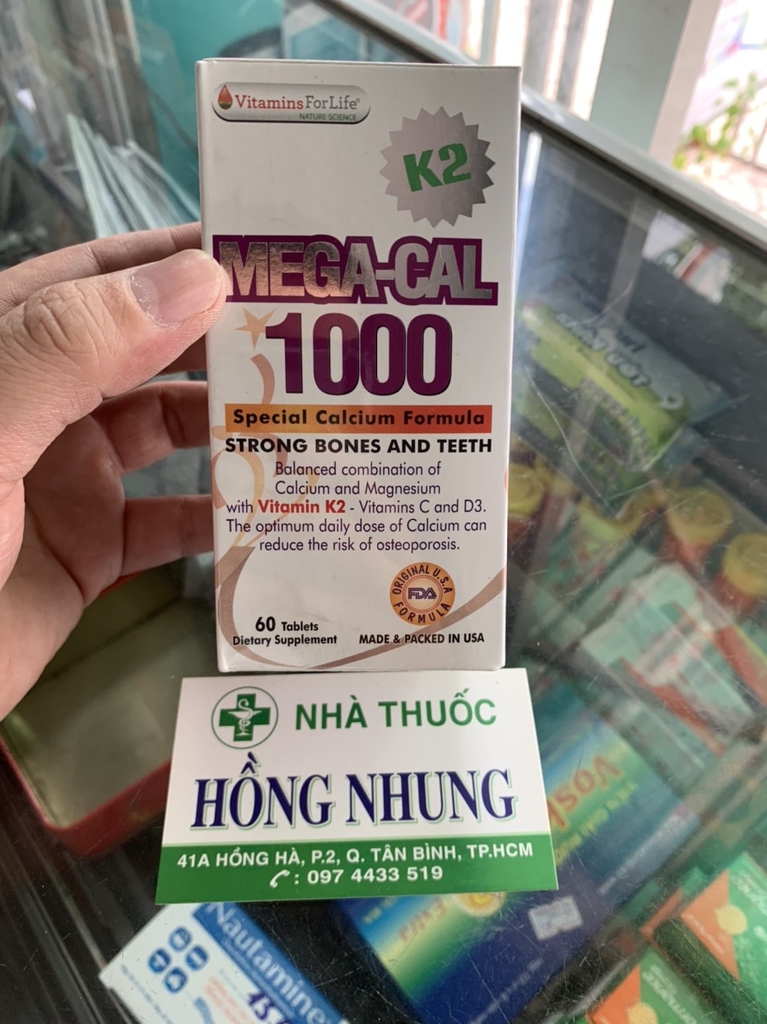 VitaminsForLife®
NATURE SCIENCE
K2
MEGA-CAL
1000
Special Calcium Formula
STRONG BONES AND TEETH
Balanced combination of
Calcium and Magnesium
with Vitamin K2 - Vitamins C and D3.
The optimum daily dose of Calcium can
reduce the risk of osteoporosis.
ORIGINAL U.S.A
FDA
FORMULA
60 Tablets
Dietary Supplement
MADE & PACKED IN USA
NHÀ THUỐC
HỒNG NHUNG
41A HỒNG HÀ, P.2, Q. TÂN BÌNH, TP.HCM
: 097 4433 519
Nautamine